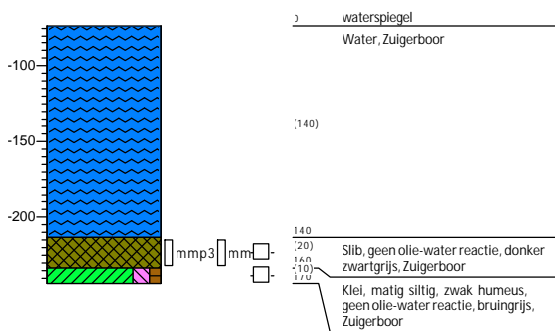 waterspiegel
Water, Zuigerboor
-100
(140)
-150
-200
140
mmp3
mm
(20)
Slib, geen olie-water reactie, donker
160
zwartgrijs, Zuigerboor
(10)
170
Klei, matig siltig, zwak humeus,
geen olie-water reactie, bruingrijs,
Zuigerboor